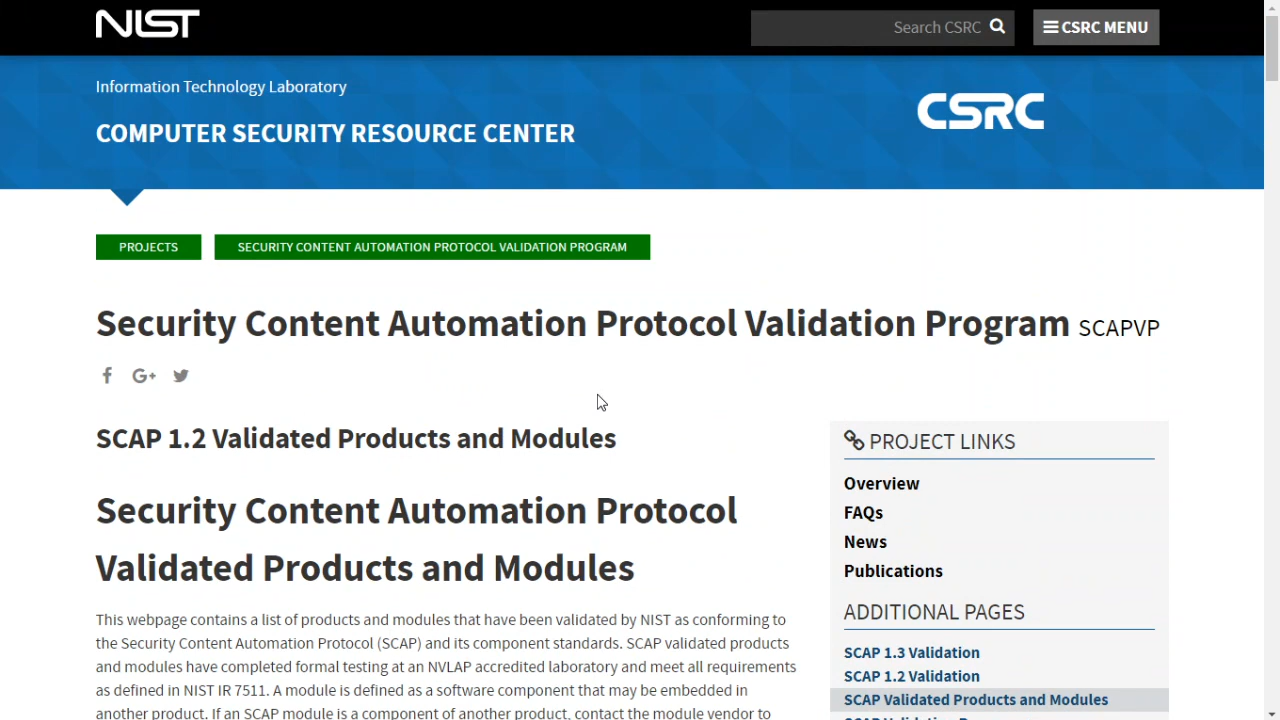 NIST
Search CSRC
CSRC MENU
Information Technology Laboratory
COMPUTER SECURITY RESOURCE CENTER
CSRC
PROJECTS
SECURITY CONTENT AUTOMATION PROTOCOL VALIDATION PROGRAM
Security Content Automation Protocol Validation Program SCAPVP
f G+
SCAP 1.2 Validated Products and Modules
Security Content Automation Protocol
Validated Products and Modules
This webpage contains a list of products and modules that have been validated by NIST as conforming to
the Security Content Automation Protocol (SCAP) and its component standards. SCAP validated products
and modules have completed formal testing at an NVLAP accredited laboratory and meet all requirements
as defined in NIST IR 7511. A module is defined as a software component that may be embedded in
another product. If an SCAP module is a component of another product, contact the module vendor to
PROJECT LINKS
Overview
FAQs
News
Publications
ADDITIONAL PAGES
SCAP 1.3 Validation
SCAP 1.2 Validation
SCAP Validated Products and Modules